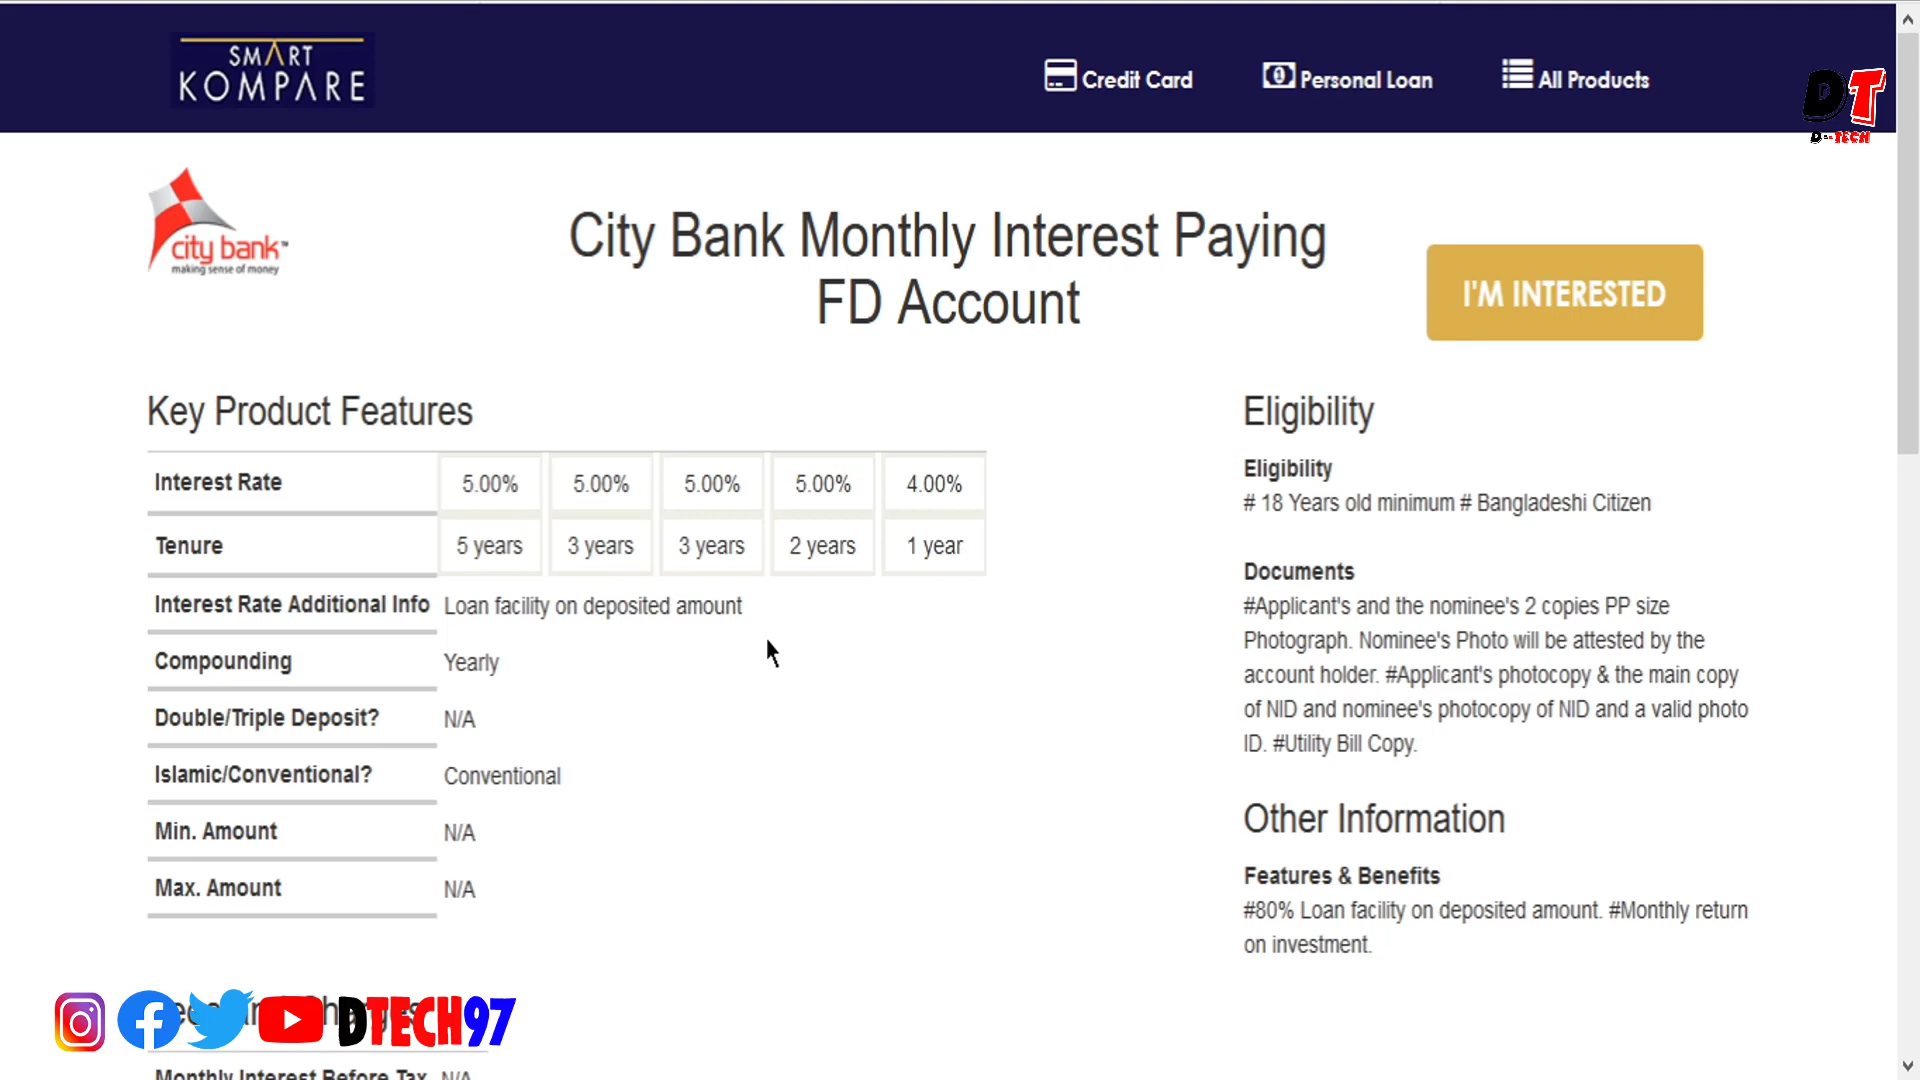 SMART
KOMPARE
Credit Card
Personal Loan
All Products
DT
D--TECH
city bank™
making sense of money
City Bank Monthly Interest Paying
FD Account
I'M INTERESTED
Key Product Features
Interest Rate 5.00% 5.00% 5.00% 5.00% 4.00%
Tenure 5 years 3 years 3 years 2 years 1 year
Interest Rate Additional Info Loan facility on deposited amount
Compounding Yearly
Double/Triple Deposit? N/A
Islamic/Conventional? Conventional
Min. Amount N/A
Max. Amount N/A
Eligibility
Eligibility
# 18 Years old minimum # Bangladeshi Citizen
Documents
#Applicant's and the nominee's 2 copies PP size
Photograph. Nominee's Photo will be attested by the
account holder. #Applicant's photocopy & the main copy
of NID and nominee's photocopy of NID and a valid photo
ID. #Utility Bill Copy.
Other Information
Features & Benefits
#80% Loan facility on deposited amount. #Monthly return
on investment.
DTECH97
Monthly Interest Before Tax N/A